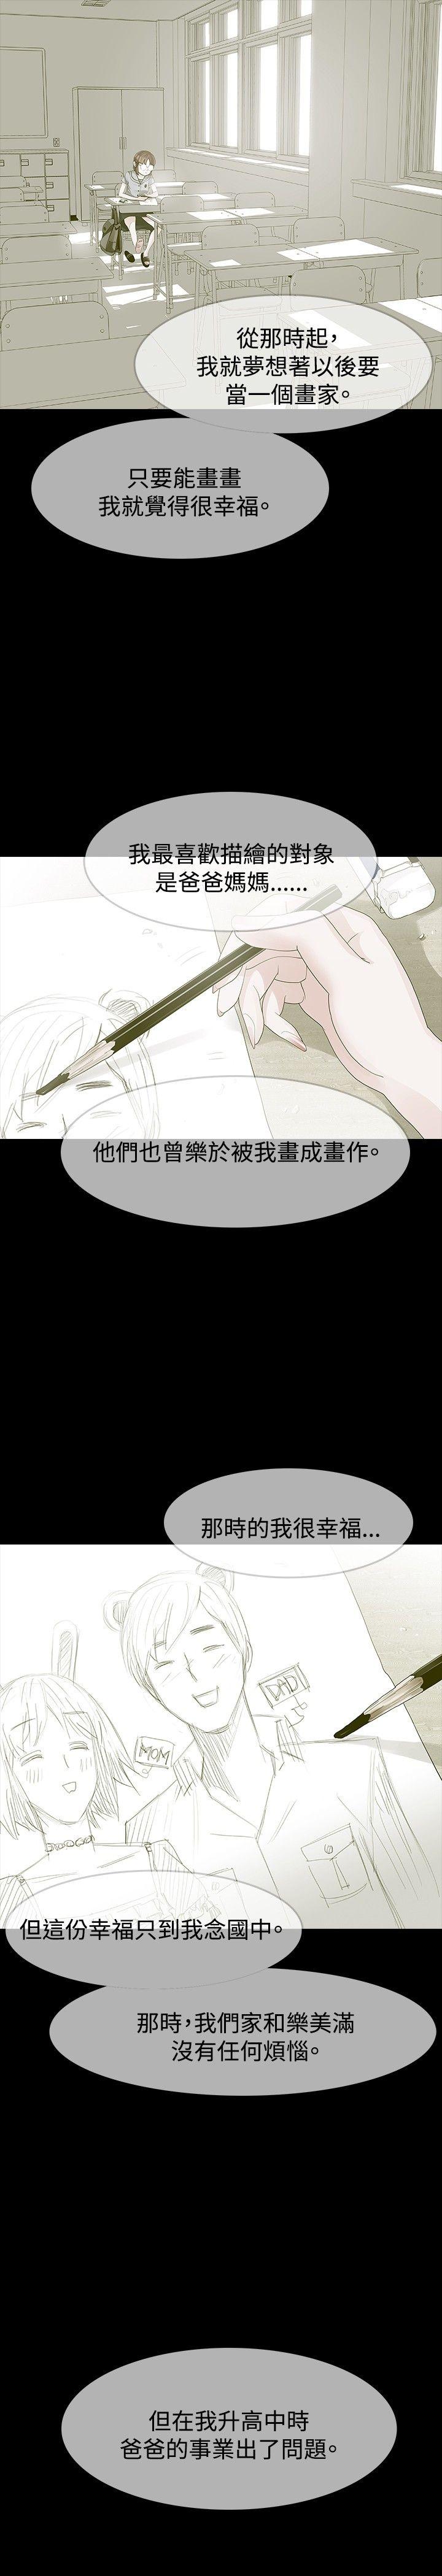 從那時起，
我就夢想著以後要
當一個畫家。
只要能畫畫
我就覺得很幸福。
我最喜歡描繪的對象
是爸爸媽媽……
他們也曾樂於被我畫成畫作。
那時的我很幸福…
DAD
MOM
但這份幸福只到我念國中。
那時，我們家和樂美滿
沒有任何煩惱。
但在我升高中時
爸爸的事業出了問題。